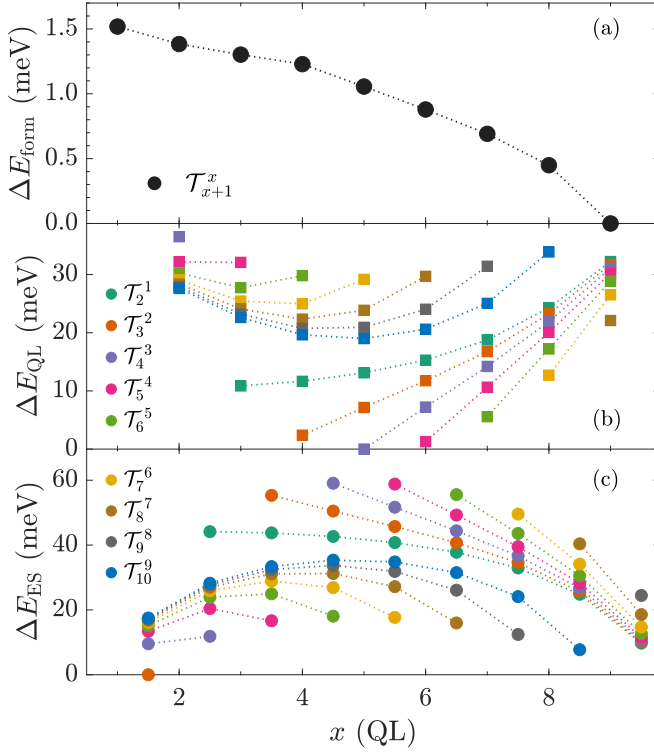 (a)
ΔE_form (meV)
1.5
1.0
0.5
0.0
𝒯_{x+1}^x
(b)
ΔE_QL (meV)
30
20
10
0
𝒯_2^1
𝒯_3^2
𝒯_4^3
𝒯_5^4
𝒯_6^5
(c)
ΔE_ES (meV)
60
40
20
0
𝒯_7^6
𝒯_8^7
𝒯_9^8
𝒯_10^9
2 4 6 8
x (QL)